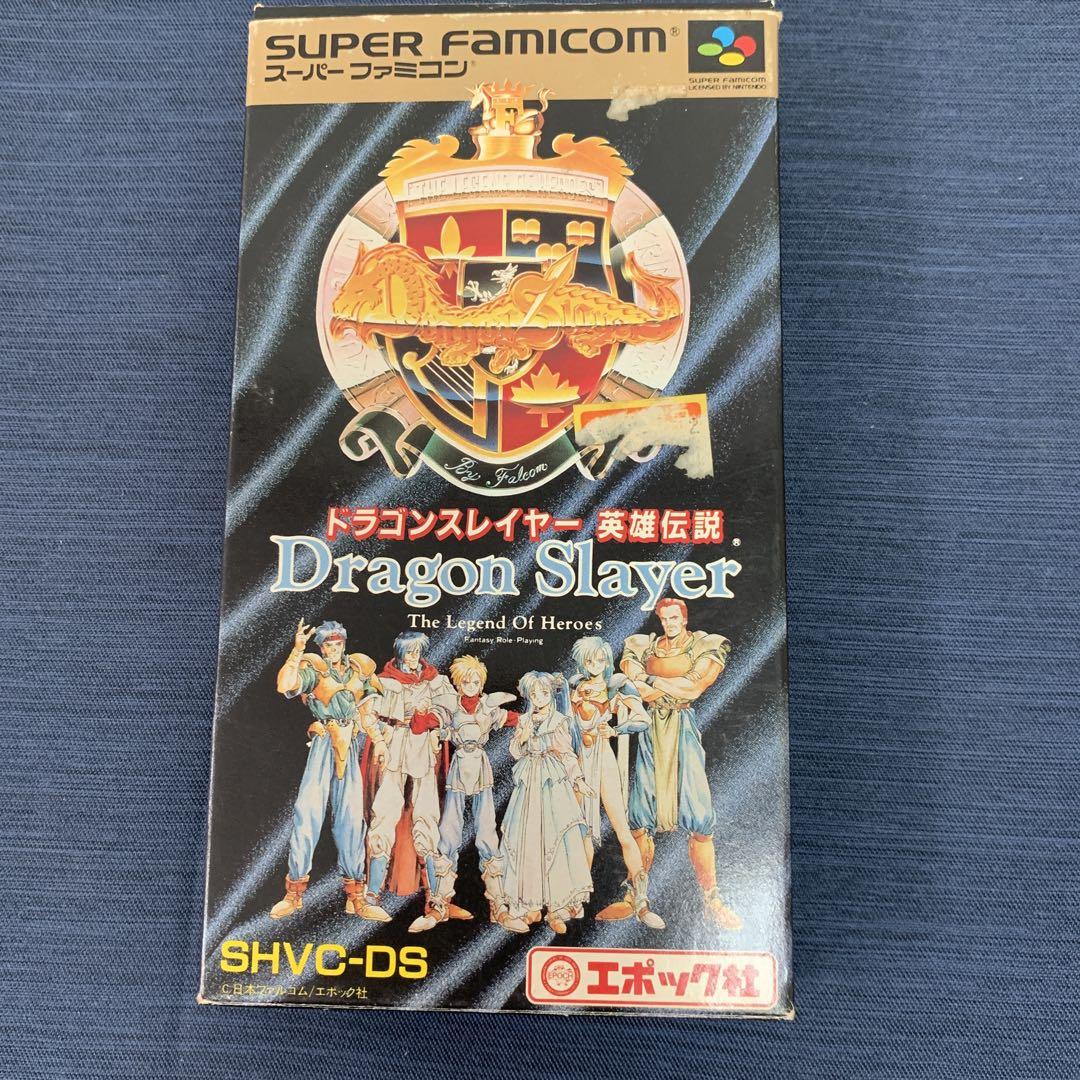 SUPER FAMICOM®
スーパーファミコン®
SUPER FAMICOM
LICENSED BY NINTENDO
F
THE LEGEND OF HEROES
Dragon Slayer
2
By Falcom
ドラゴンスレイヤー 英雄伝説
Dragon Slayer®
The Legend Of Heroes
Fantasy Role-Playing
SHVC-DS
EPOCH
エポック社
C 日本ファルコム/エポック社